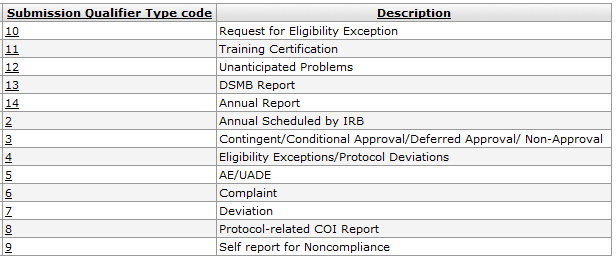 Submission Qualifier Type code Description
10 Request for Eligibility Exception
11 Training Certification
12 Unanticipated Problems
13 DSMB Report
14 Annual Report
2 Annual Scheduled by IRB
3 Contingent/Conditional Approval/Deferred Approval/ Non-Approval
4 Eligibility Exceptions/Protocol Deviations
5 AE/UADE
6 Complaint
7 Deviation
8 Protocol-related COI Report
9 Self report for Noncompliance